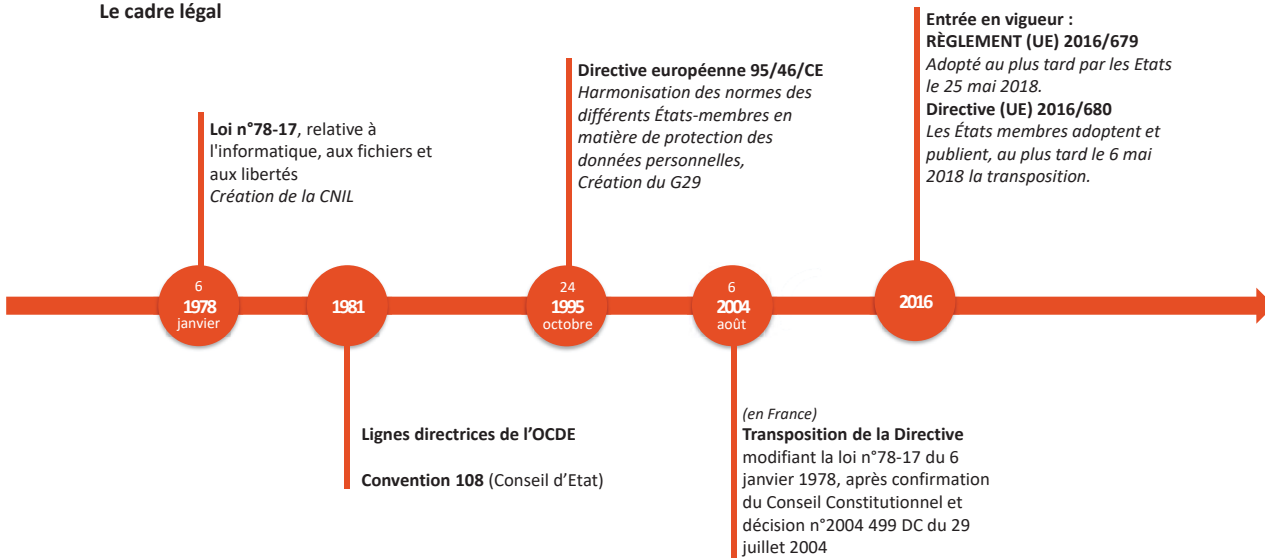 Le cadre légal
Loi n°78-17, relative à
l'informatique, aux fichiers et
aux libertés
Création de la CNIL
6
1978
janvier
1981
Lignes directrices de l’OCDE
Convention 108 (Conseil d’Etat)
Directive européenne 95/46/CE
Harmonisation des normes des
différents États-membres en
matière de protection des
données personnelles,
Création du G29
24
1995
octobre
6
2004
août
(en France)
Transposition de la Directive
modifiant la loi n°78-17 du 6
janvier 1978, après confirmation
du Conseil Constitutionnel et
décision n°2004 499 DC du 29
juillet 2004
Entrée en vigueur :
RÈGLEMENT (UE) 2016/679
Adopté au plus tard par les Etats
le 25 mai 2018.
Directive (UE) 2016/680
Les États membres adoptent et
publient, au plus tard le 6 mai
2018 la transposition.
2016